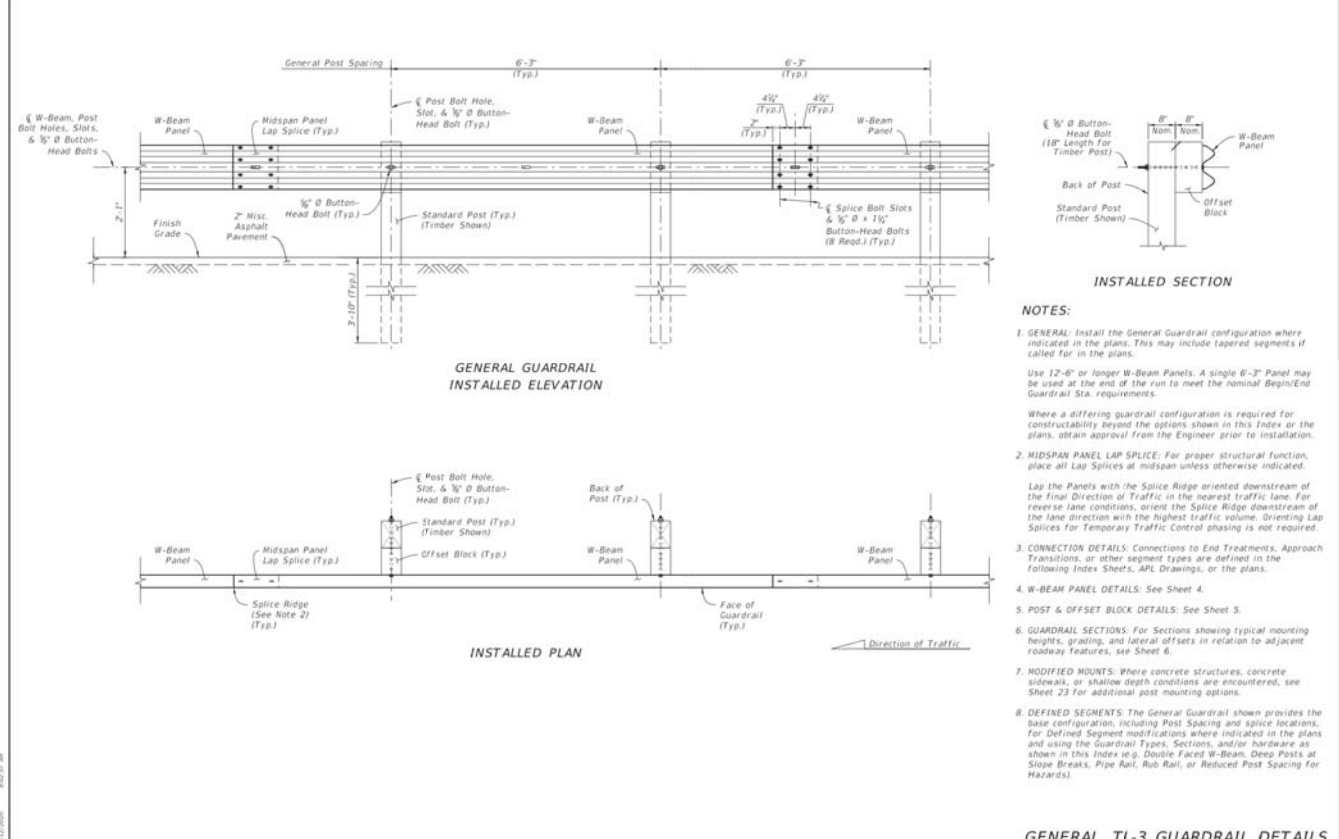 General Post Spacing
6'-3"
(Typ.)
6'-3"
(Typ.)
℄ W-Beam, Post
Bolt Holes, Slots,
& ⅝" Ø Button-
Head Bolts
W-Beam
Panel
Midspan Panel
Lap Splice (Typ.)
℄ Post Bolt Hole,
Slot, & ⅝" Ø Button-
Head Bolt (Typ.)
W-Beam
Panel
2"
(Typ.)
4¼"
(Typ.)
4¼"
(Typ.)
W-Beam
Panel
2'-1"
Finish
Grade
2" Misc.
Asphalt
Pavement
⅝" Ø Button-
Head Bolt (Typ.)
Standard Post (Typ.)
(Timber Shown)
℄ Splice Bolt Slots
& ⅝" Ø x 1¼"
Button-Head Bolts
(8 Reqd.) (Typ.)
3'-10" (Typ.)
GENERAL GUARDRAIL
INSTALLED ELEVATION
℄ Post Bolt Hole,
Slot, & ⅝" Ø Button-
Head Bolt (Typ.)
Standard Post (Typ.)
(Timber Shown)
Offset Block (Typ.)
Back of
Post (Typ.)
W-Beam
Panel
Midspan Panel
Lap Splice (Typ.)
W-Beam
Panel
W-Beam
Panel
Splice Ridge
(See Note 2)
(Typ.)
Face of
Guardrail
(Typ.)
INSTALLED PLAN
Direction of Traffic
8"
Nom.
8"
Nom.
℄ ⅝" Ø Button-
Head Bolt
(18" Length for
Timber Post)
W-Beam
Panel
Back of Post
Standard Post
(Timber Shown)
Offset
Block
INSTALLED SECTION
NOTES:
1. GENERAL: Install the General Guardrail configuration where
indicated in the plans. This may include tapered segments if
called for in the plans.
Use 12'-6" or longer W-Beam Panels. A single 6'-3" Panel may
be used at the end of the run to meet the nominal Begin/End
Guardrail Sta. requirements.
Where a differing guardrail configuration is required for
constructability beyond the options shown in this Index or the
plans, obtain approval from the Engineer prior to installation.
2. MIDSPAN PANEL LAP SPLICE: For proper structural function,
place all Lap Splices at midspan unless otherwise indicated.
Lap the Panels with the Splice Ridge oriented downstream of
the final Direction of Traffic in the nearest traffic lane. For
reverse lane conditions, orient the Splice Ridge downstream of
the lane direction with the highest traffic volume. Orienting Lap
Splices for Temporary Traffic Control phasing is not required.
3. CONNECTION DETAILS: Connections to End Treatments, Approach
Transitions, or other segment types are defined in the
following Index Sheets, APL Drawings, or the plans.
4. W-BEAM PANEL DETAILS: See Sheet 4.
5. POST & OFFSET BLOCK DETAILS: See Sheet 5.
6. GUARDRAIL SECTIONS: For Sections showing typical mounting
heights, grading, and lateral offsets in relation to adjacent
roadway features, see Sheet 6.
7. MODIFIED MOUNTS: Where concrete structures, concrete
sidewalk, or shallow depth conditions are encountered, see
Sheet 23 for additional post mounting options.
8. DEFINED SEGMENTS: The General Guardrail shown provides the
base configuration, including Post Spacing and splice locations,
for Defined Segment modifications where indicated in the plans
and using the Guardrail Types, Sections, and/or hardware as
shown in this Index (e.g. Double Faced W-Beam, Deep Posts at
Slope Breaks, Pipe Rail, Rub Rail, or Reduced Post Spacing for
Hazards).
GENERAL TL-3 GUARDRAIL DETAILS